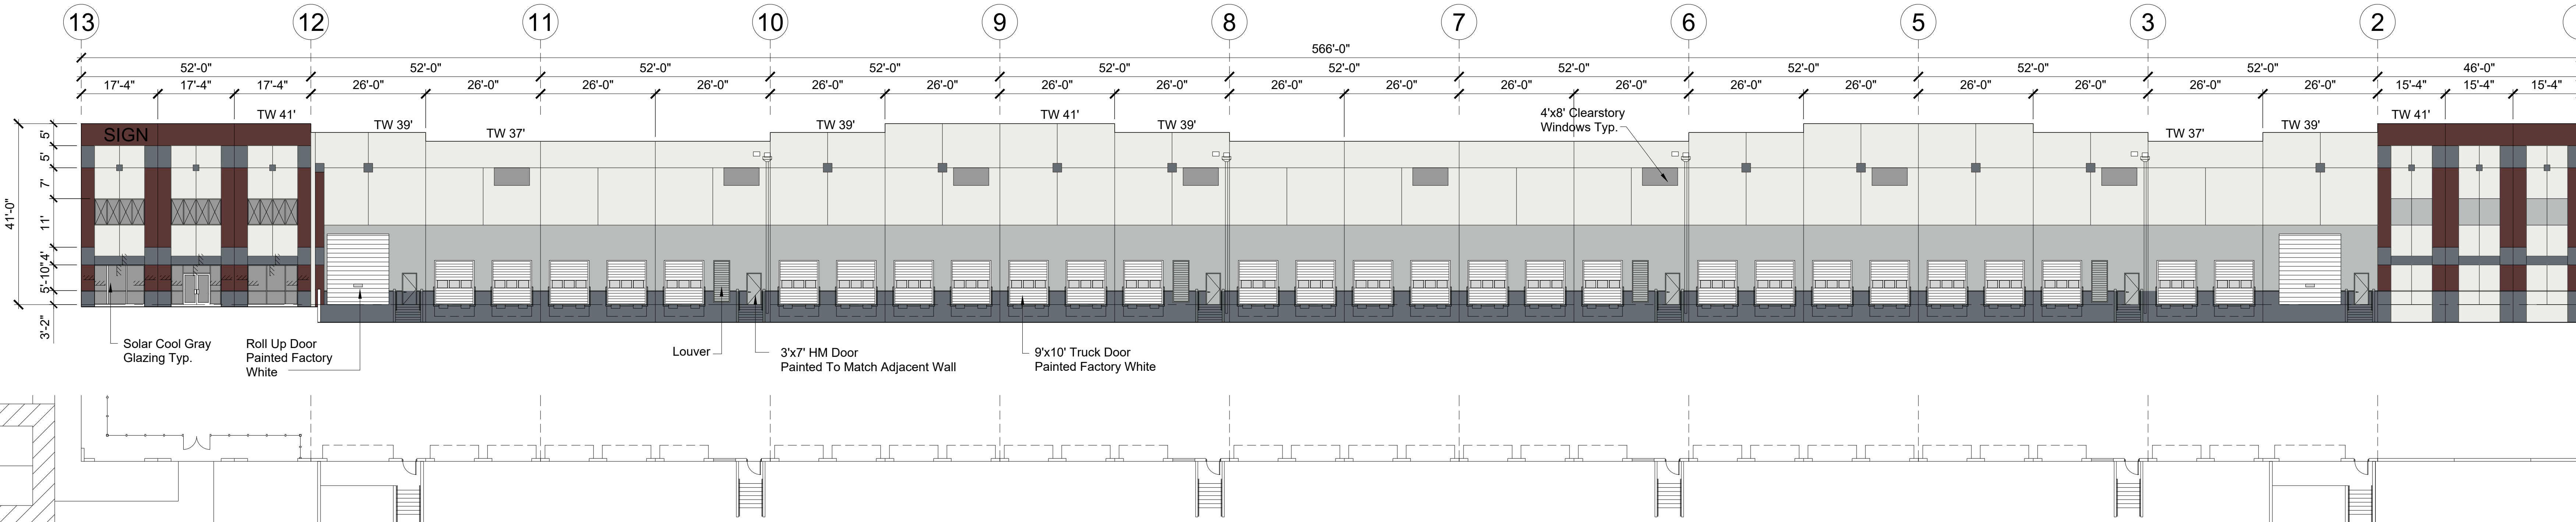 13 12 11 10 9 8 7 6 5 3 2
566'-0"
52'-0" 52'-0" 52'-0" 52'-0" 52'-0" 52'-0" 52'-0" 52'-0" 52'-0" 52'-0" 46'-0"
17'-4" 17'-4" 17'-4" 26'-0" 26'-0" 26'-0" 26'-0" 26'-0" 26'-0" 26'-0" 26'-0" 26'-0" 26'-0" 26'-0" 26'-0" 26'-0" 26'-0" 26'-0" 26'-0" 26'-0" 26'-0" 15'-4" 15'-4" 15'-4"
TW 41' TW 39' TW 37' TW 39' TW 41' TW 39' TW 37' TW 39' TW 41'
4'x8' Clearstory
Windows Typ.
SIGN
41'-0"
5'
5'
7'
11'
4'
5'-10"
3'-2"
Solar Cool Gray
Glazing Typ.
Roll Up Door
Painted Factory
White
Louver
3'x7' HM Door
Painted To Match Adjacent Wall
9'x10' Truck Door
Painted Factory White